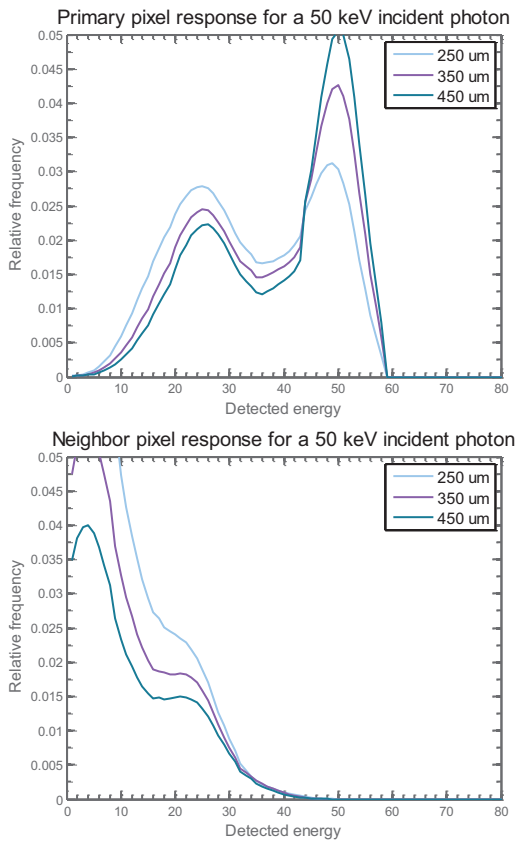 Primary pixel response for a 50 keV incident photon
0.05
0.045
0.04
0.035
0.03
0.025
0.02
0.015
0.01
0.005
0
Relative frequency
250 um
350 um
450 um
0 10 20 30 40 50 60 70 80
Detected energy
Neighbor pixel response for a 50 keV incident photon
0.05
0.045
0.04
0.035
0.03
0.025
0.02
0.015
0.01
0.005
0
Relative frequency
250 um
350 um
450 um
0 10 20 30 40 50 60 70 80
Detected energy